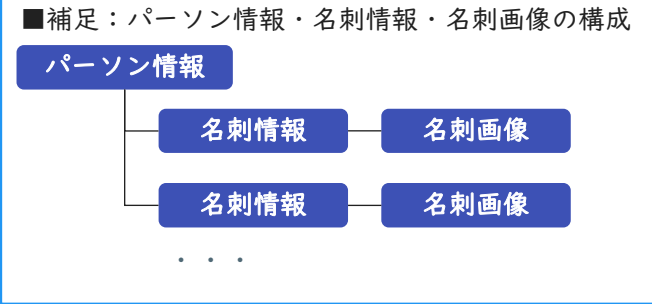 ■補足：パーソン情報・名刺情報・名刺画像の構成
パーソン情報
名刺情報 名刺画像
名刺情報 名刺画像
・・・